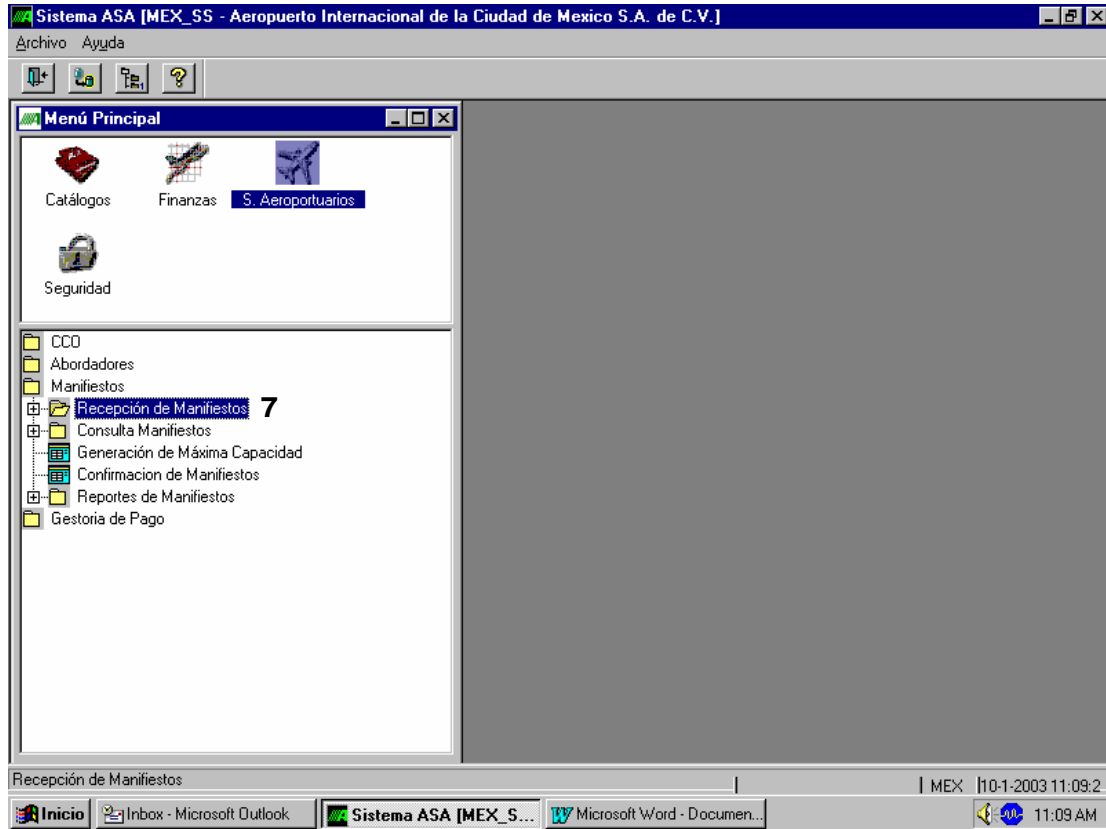 Sistema ASA [MEX_SS - Aeropuerto Internacional de la Ciudad de Mexico S.A. de C.V.]
Archivo Ayuda
Menú Principal
Catálogos Finanzas S. Aeroportuarios
Seguridad
CCO
Abordadores
Manifiestos
Recepción de Manifiestos 7
Consulta Manifiestos
Generación de Máxima Capacidad
Confirmacion de Manifiestos
Reportes de Manifiestos
Gestoria de Pago
Recepción de Manifiestos MEX 10-1-2003 11:09:2
Inicio Inbox - Microsoft Outlook Sistema ASA [MEX_S... Microsoft Word - Documen... 11:09 AM